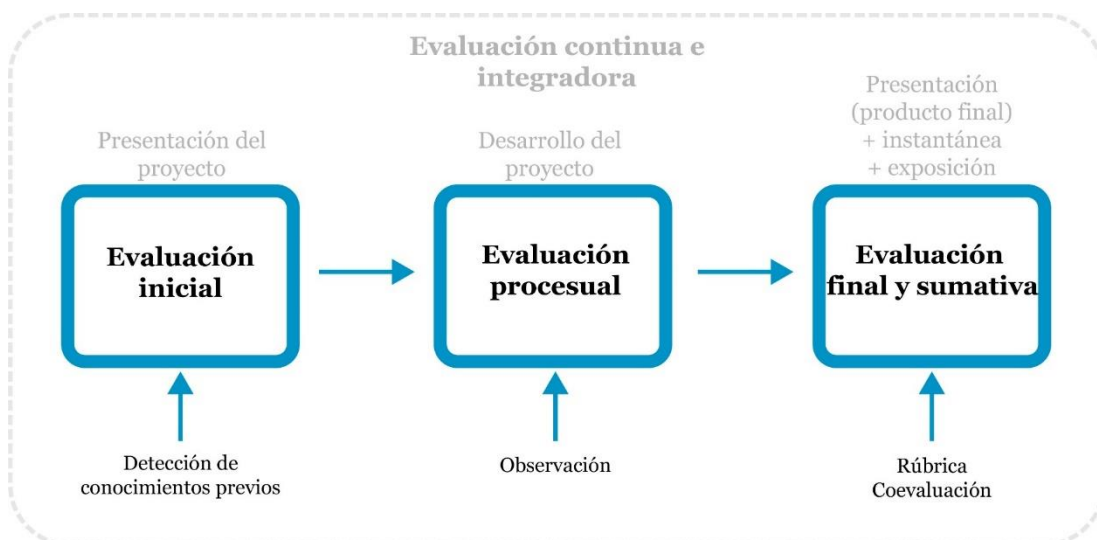 Evaluación continua e
integradora
Presentación del
proyecto
Evaluación
inicial
Detección de
conocimientos previos
Desarrollo del
proyecto
Evaluación
procesual
Observación
Presentación
(producto final)
+ instantánea
+ exposición
Evaluación
final y sumativa
Rúbrica
Coevaluación